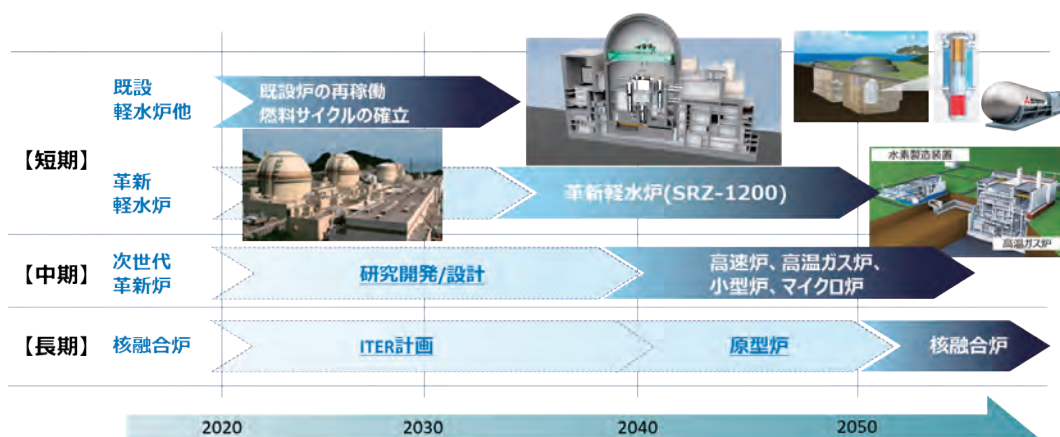 既設
軽水炉他
既設炉の再稼働
燃料サイクルの確立
【短期】
革新
軽水炉
革新軽水炉(SRZ-1200)
水素製造装置
高温ガス炉
【中期】
次世代
革新炉
研究開発/設計
高速炉、高温ガス炉、
小型炉、マイクロ炉
【長期】
核融合炉
ITER計画
原型炉
核融合炉
2020
2030
2040
2050